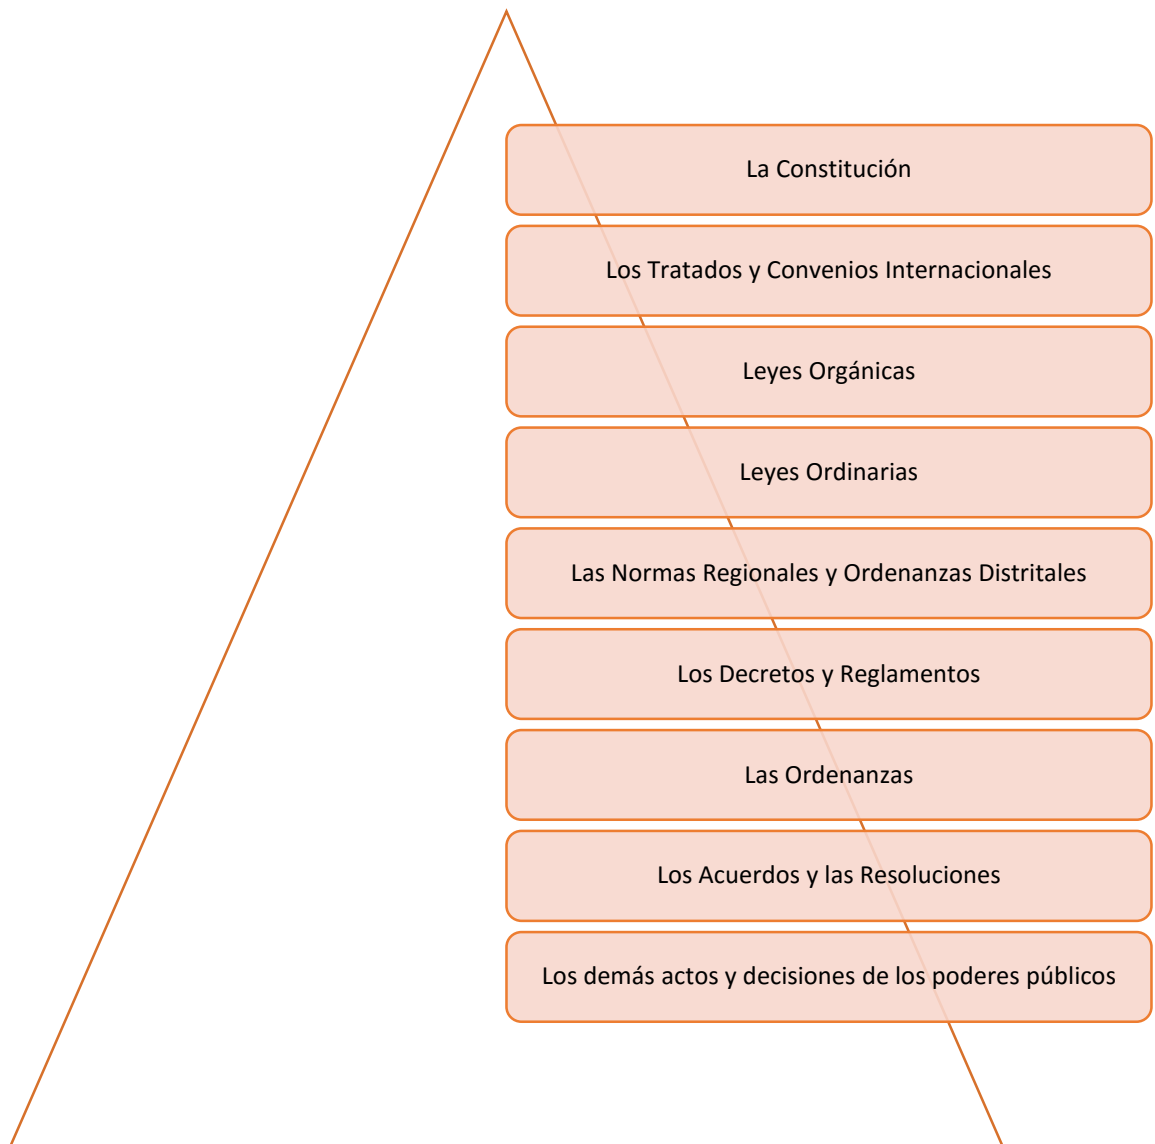 La Constitución
Los Tratados y Convenios Internacionales
Leyes Orgánicas
Leyes Ordinarias
Las Normas Regionales y Ordenanzas Distritales
Los Decretos y Reglamentos
Las Ordenanzas
Los Acuerdos y las Resoluciones
Los demás actos y decisiones de los poderes públicos